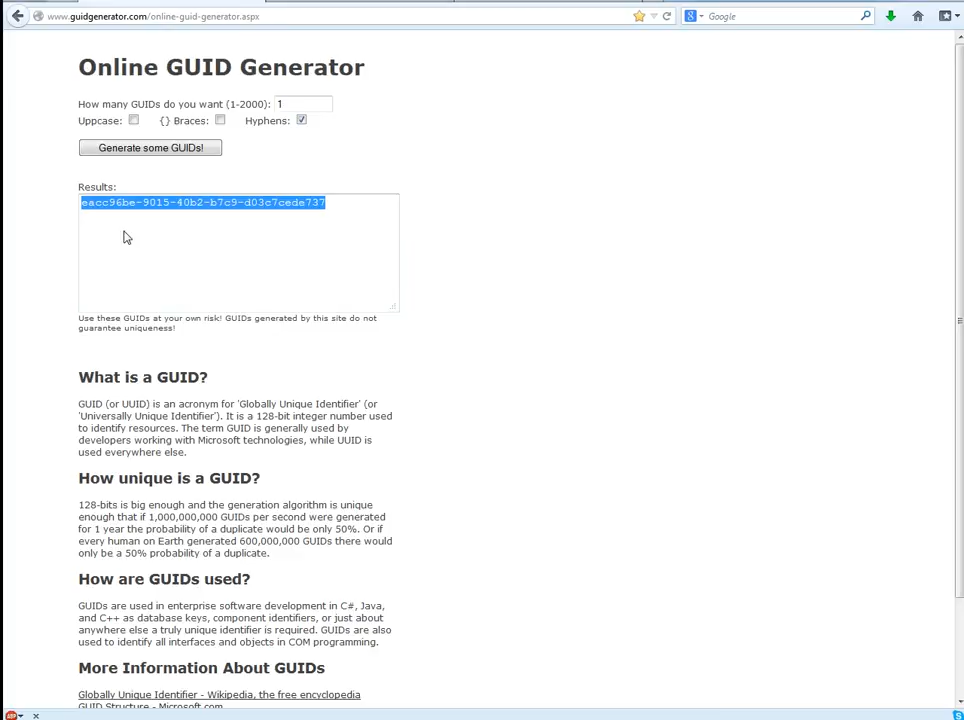 www.guidgenerator.com/online-guid-generator.aspx
Google
Online GUID Generator
How many GUIDs do you want (1-2000): 1
Uppcase: {} Braces: Hyphens:
Generate some GUIDs!
Results:
eacc96be-9015-40b2-b7c9-d03c7cede737
Use these GUIDs at your own risk! GUIDs generated by this site do not
guarantee uniqueness!
What is a GUID?
GUID (or UUID) is an acronym for 'Globally Unique Identifier' (or
'Universally Unique Identifier'). It is a 128-bit integer number used
to identify resources. The term GUID is generally used by
developers working with Microsoft technologies, while UUID is
used everywhere else.
How unique is a GUID?
128-bits is big enough and the generation algorithm is unique
enough that if 1,000,000,000 GUIDs per second were generated
for 1 year the probability of a duplicate would be only 50%. Or if
every human on Earth generated 600,000,000 GUIDs there would
only be a 50% probability of a duplicate.
How are GUIDs used?
GUIDs are used in enterprise software development in C#, Java,
and C++ as database keys, component identifiers, or just about
anywhere else a truly unique identifier is required. GUIDs are also
used to identify all interfaces and objects in COM programming.
More Information About GUIDs
Globally Unique Identifier - Wikipedia, the free encyclopedia
GUID Structure - Microsoft.com